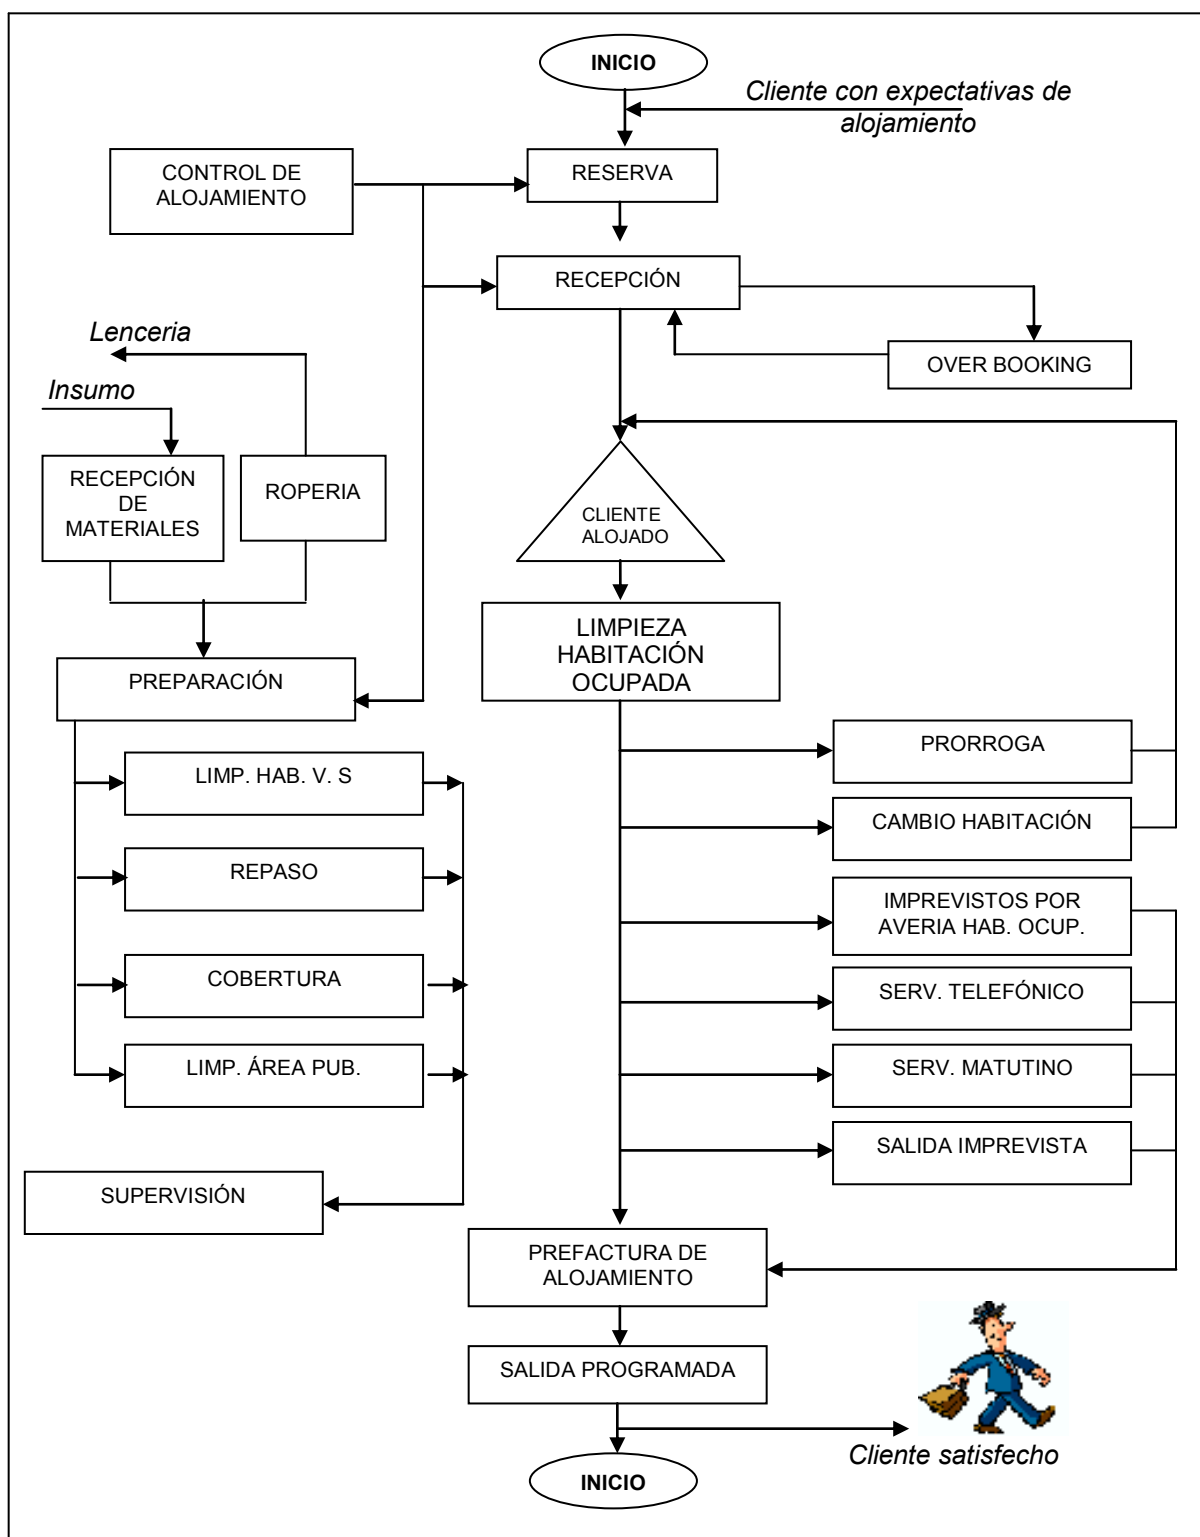 INICIO
Cliente con expectativas de
alojamiento
CONTROL DE
ALOJAMIENTO
RESERVA
RECEPCIÓN
OVER BOOKING
Lenceria
Insumo
RECEPCIÓN
DE
MATERIALES
ROPERIA
CLIENTE
ALOJADO
LIMPIEZA
HABITACIÓN
OCUPADA
PREPARACIÓN
LIMP. HAB. V. S
REPASO
COBERTURA
LIMP. ÁREA PUB.
SUPERVISIÓN
PRORROGA
CAMBIO HABITACIÓN
IMPREVISTOS POR
AVERIA HAB. OCUP.
SERV. TELEFÓNICO
SERV. MATUTINO
SALIDA IMPREVISTA
PREFACTURA DE
ALOJAMIENTO
SALIDA PROGRAMADA
Cliente satisfecho
INICIO